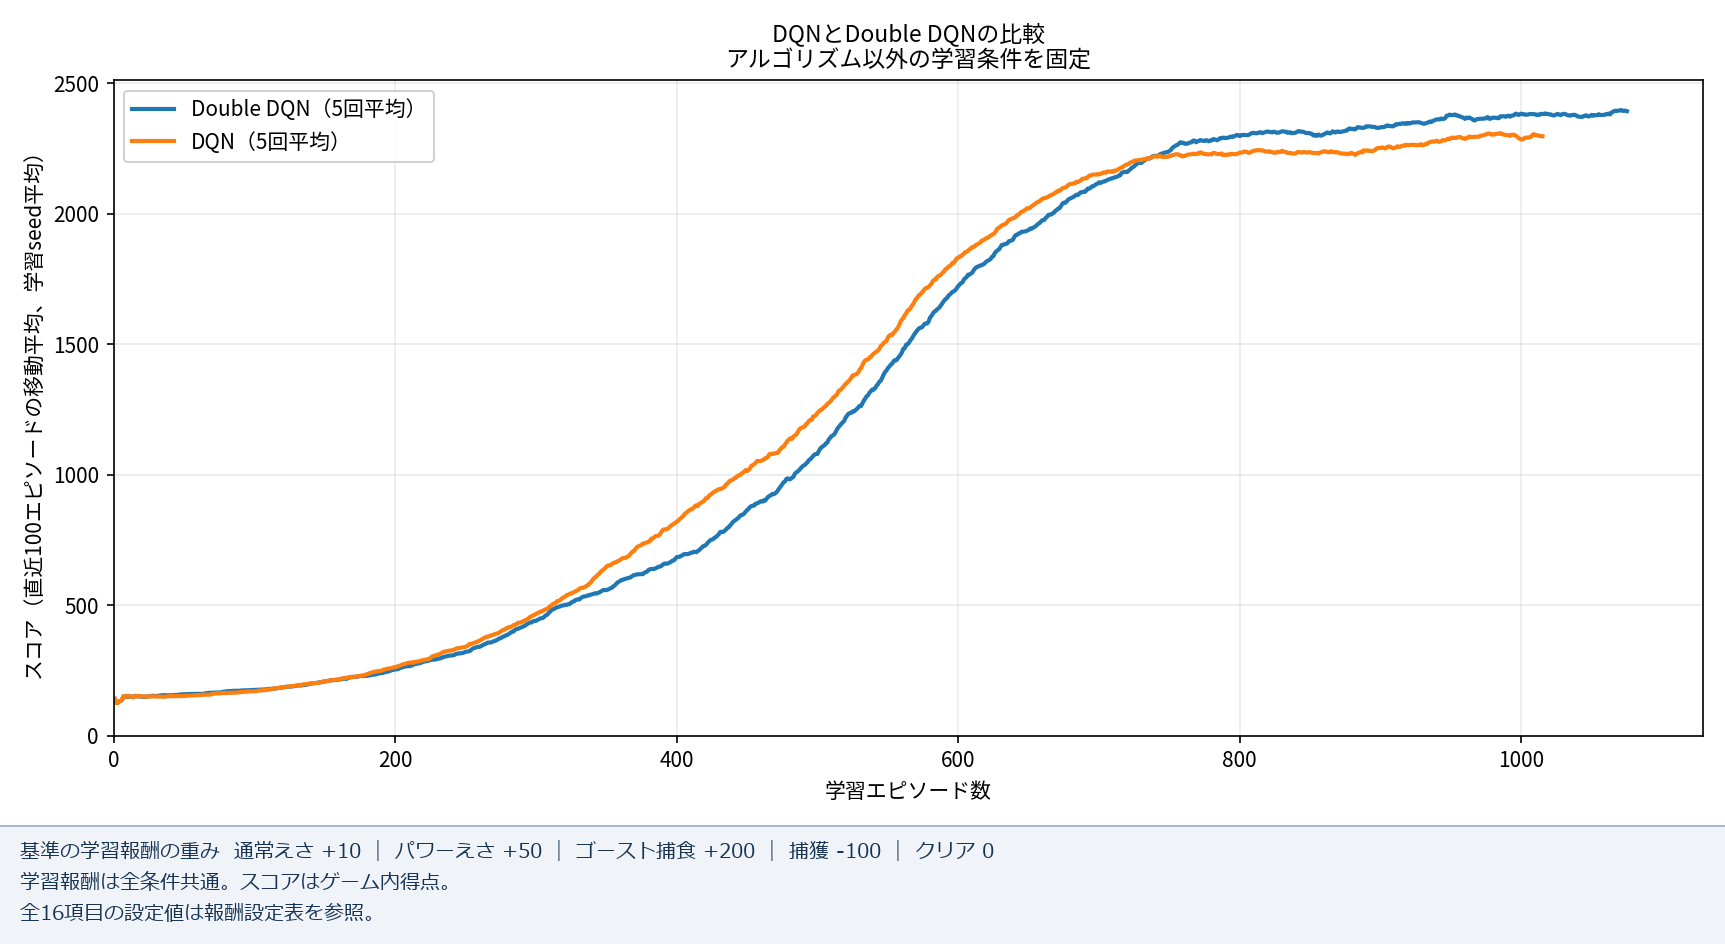 DQNとDouble DQNの比較
アルゴリズム以外の学習条件を固定
Double DQN（5回平均）
DQN（5回平均）
スコア（直近100エピソードの移動平均、学習seed平均）
2500
2000
1500
1000
500
0
0
200
400
600
800
1000
学習エピソード数
基準の学習報酬の重み 通常えさ +10 ｜ パワーえさ +50 ｜ ゴースト捕食 +200 ｜ 捕獲 -100 ｜ クリア 0
学習報酬は全条件共通。スコアはゲーム内得点。
全16項目の設定値は報酬設定表を参照。